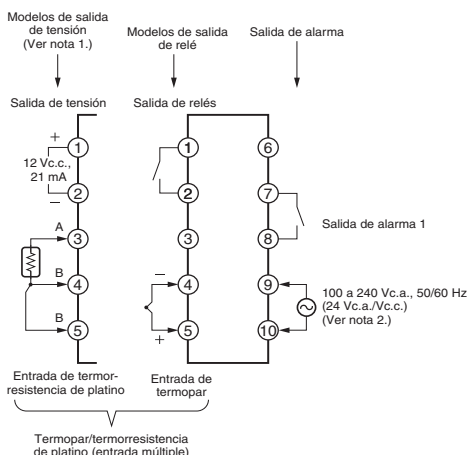 Modelos de salida
de tensión
(Ver nota 1.)
Modelos de salida
de relé
Salida de alarma
Salida de tensión
Salida de relés
+
12 Vc.c.,
21 mA
−
1
2
A
3
B
4
B
5
1
2
3
−
4
5
+
6
7
8
Salida de alarma 1
9
10
100 a 240 Vc.a., 50/60 Hz
(24 Vc.a./Vc.c.)
(Ver nota 2.)
Entrada de termor-
resistencia de platino
Entrada de
termopar
Termopar/termorresistencia
de platino (entrada múltiple)